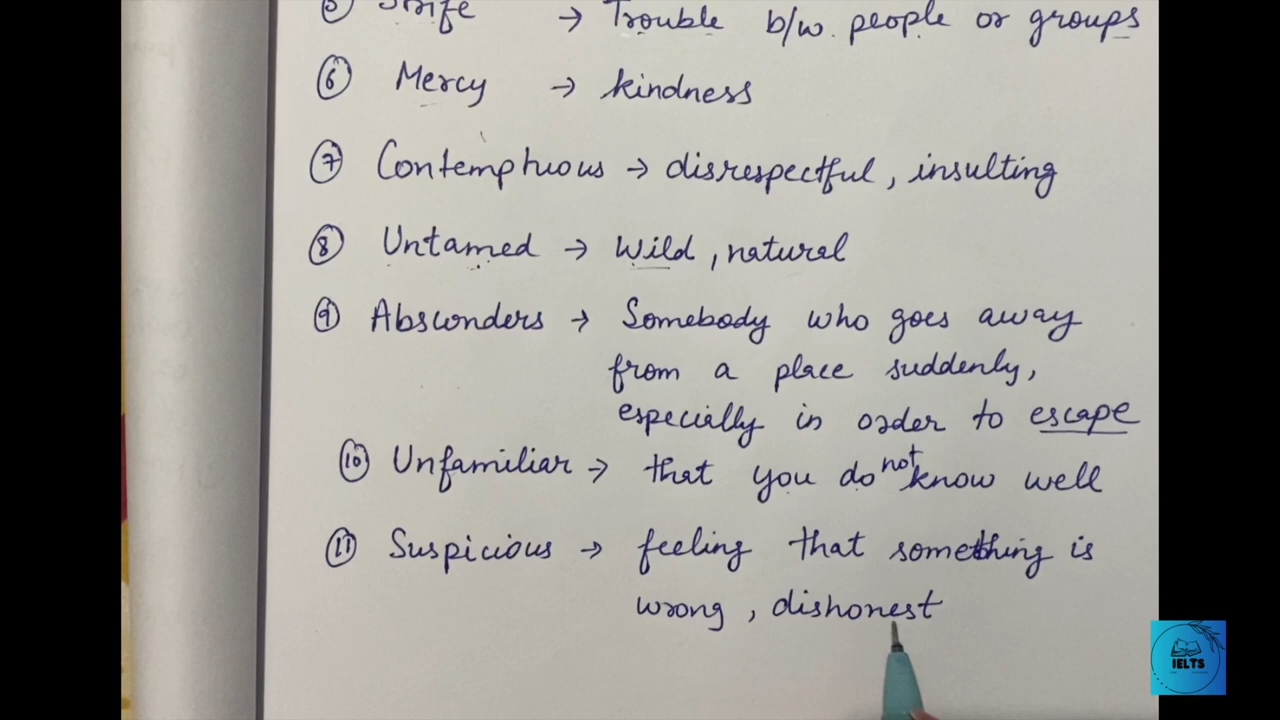 ⑤ Strife → Trouble b/w. people or groups
⑥ Mercy → kindness
⑦ Contemptuous → disrespectful, insulting
⑧ Untamed → Wild, natural
⑨ Absconders → Somebody who goes away
from a place suddenly,
especially in order to escape
⑩ Unfamiliar → that you do not know well
⑪ Suspicious → feeling that something is
wrong, dishonest
IELTS